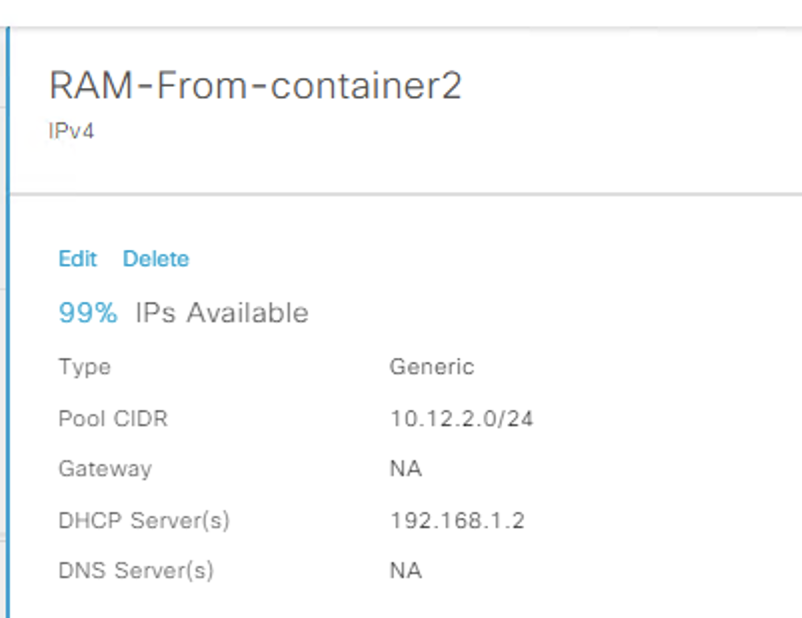 RAM-From-container2
IPv4
Edit Delete
99% IPs Available
Type Generic
Pool CIDR 10.12.2.0/24
Gateway NA
DHCP Server(s) 192.168.1.2
DNS Server(s) NA